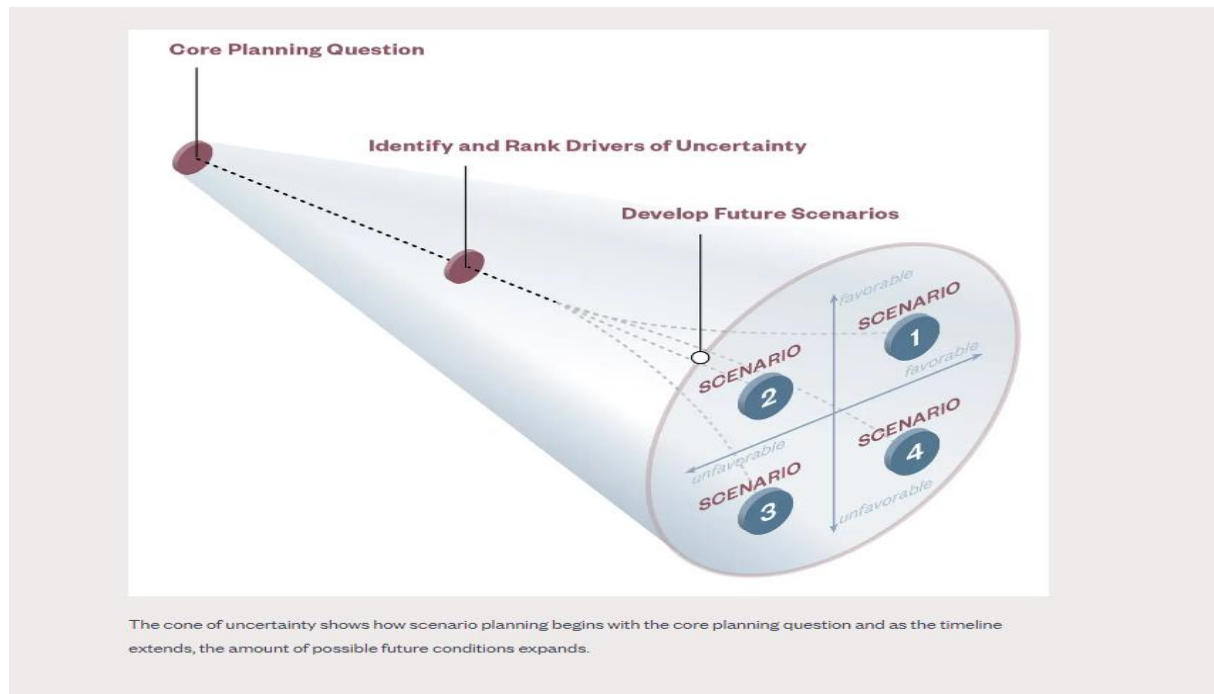 Core Planning Question
Identify and Rank Drivers of Uncertainty
Develop Future Scenarios
favorable
SCENARIO
1
favorable
SCENARIO
2
SCENARIO
4
unfavorable
SCENARIO
3
unfavorable
The cone of uncertainty shows how scenario planning begins with the core planning question and as the timeline
extends, the amount of possible future conditions expands.